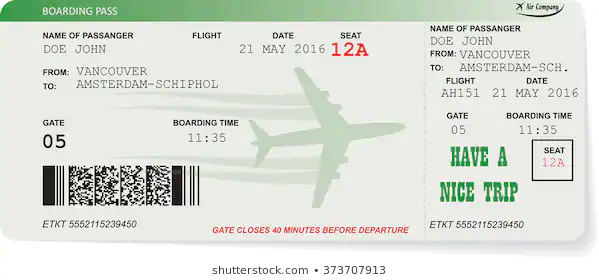 BOARDING PASS
Air Company
NAME OF PASSANGER FLIGHT DATE SEAT
DOE JOHN 21 MAY 2016 12A
FROM: VANCOUVER
TO: AMSTERDAM-SCHIPHOL
GATE BOARDING TIME
05 11:35
ETKT 5552115239450
GATE CLOSES 40 MINUTES BEFORE DEPARTURE
NAME OF PASSANGER
DOE JOHN
FROM: VANCOUVER
TO: AMSTERDAM-SCH.
FLIGHT DATE
AH151 21 MAY 2016
GATE BOARDING TIME
05 11:35
HAVE A
NICE TRIP
SEAT
12A
ETKT 5552115239450
shutterstock.com • 373707913